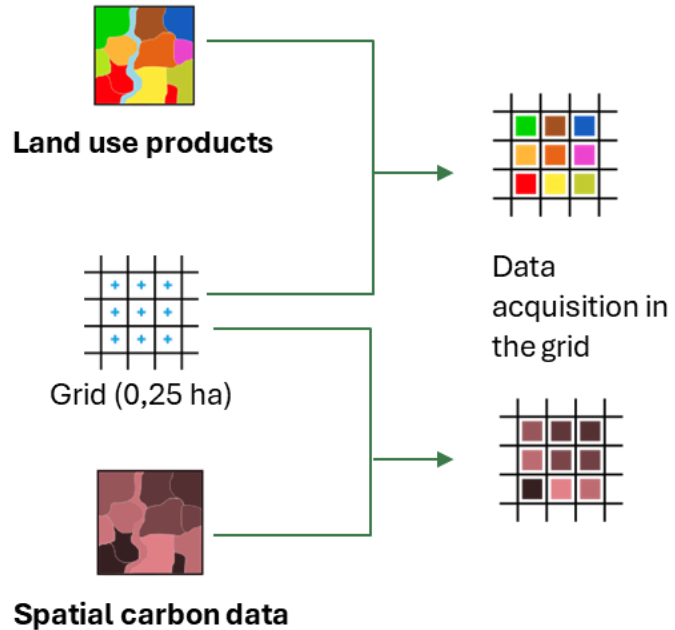 Land use products
Data
acquisition in
the grid
Grid (0,25 ha)
Spatial carbon data